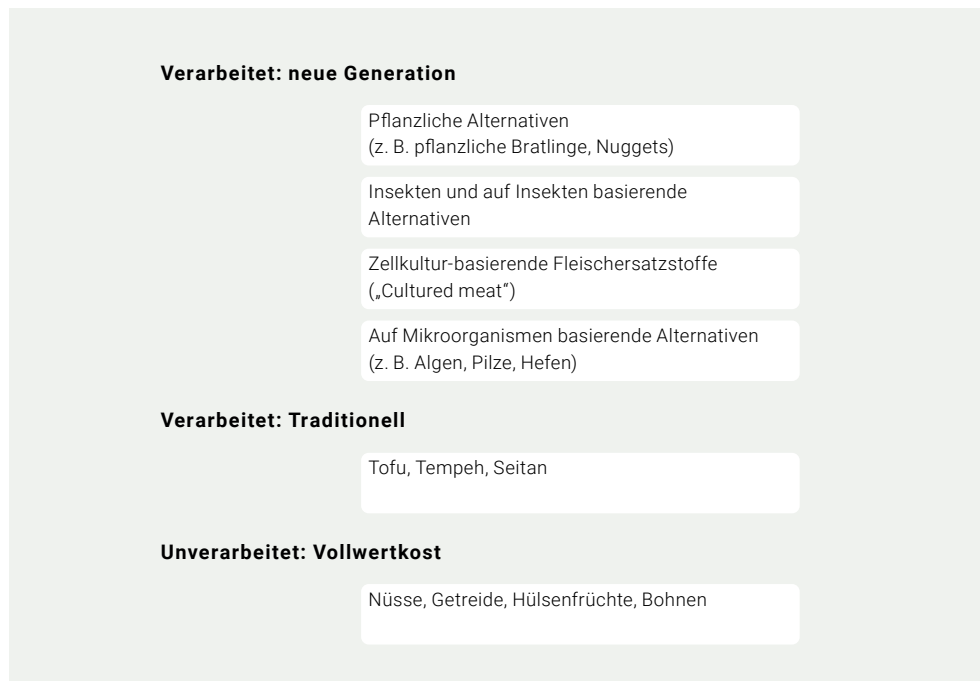 Verarbeitet: neue Generation
Pflanzliche Alternativen
(z. B. pflanzliche Bratlinge, Nuggets)
Insekten und auf Insekten basierende
Alternativen
Zellkultur-basierende Fleischersatzstoffe
(„Cultured meat“)
Auf Mikroorganismen basierende Alternativen
(z. B. Algen, Pilze, Hefen)
Verarbeitet: Traditionell
Tofu, Tempeh, Seitan
Unverarbeitet: Vollwertkost
Nüsse, Getreide, Hülsenfrüchte, Bohnen